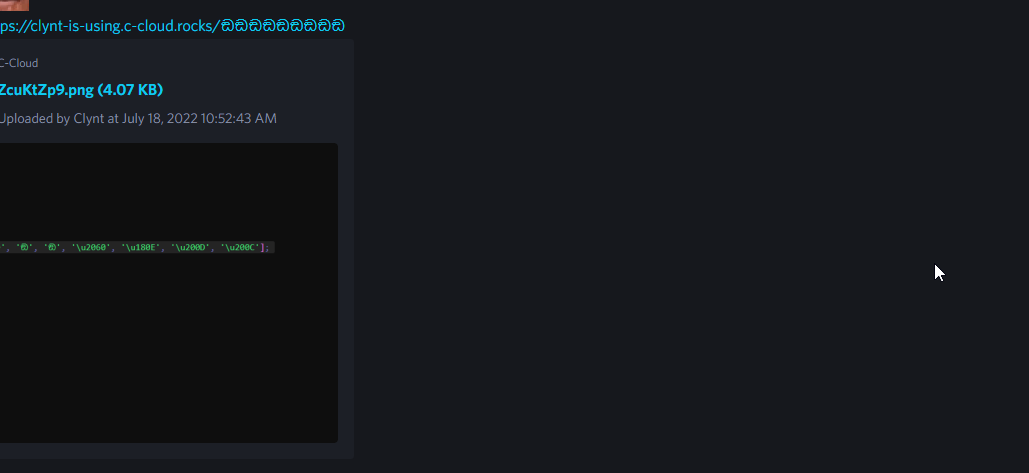 ps://clynt-is-using.c-cloud.rocks/ඞඞඞඞඞඞඞඞඞ
C-Cloud
ZcuKtZp9.png (4.07 KB)
Uploaded by Clynt at July 18, 2022 10:52:43 AM
', 'ඞ', 'ඞ', '\u2060', '\u180E', '\u200D', '\u200C'];